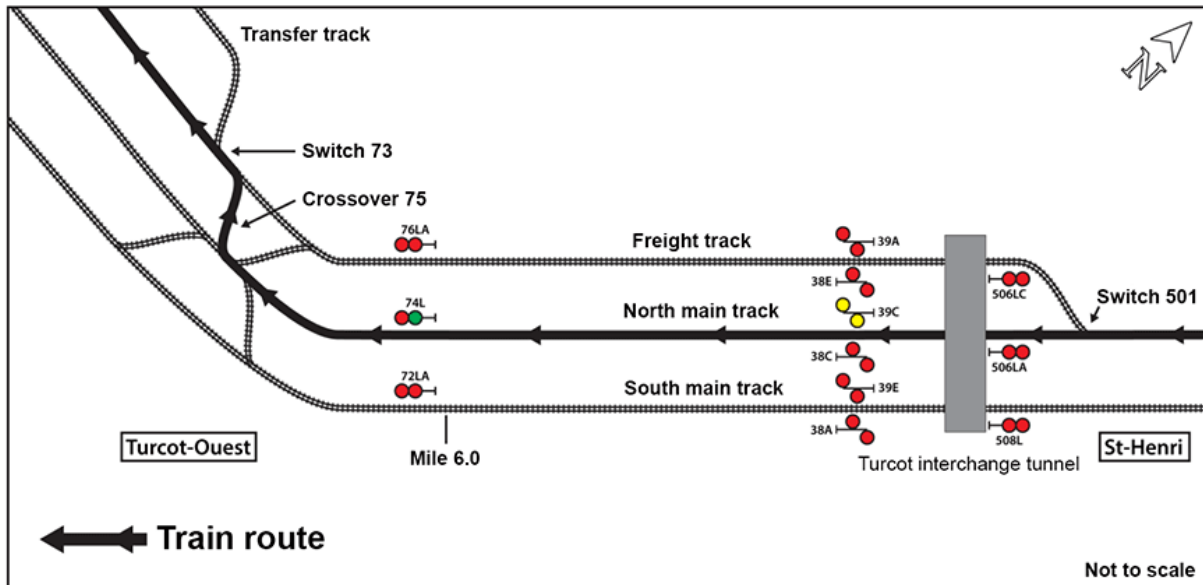 Transfer track
N
Switch 73
Crossover 75
76LA
Freight track
39A
38E
506LC
Switch 501
74L
North main track
39C
38C
506LA
72LA
South main track
39E
38A
508L
Turcot-Ouest
Mile 6.0
Turcot interchange tunnel
St-Henri
Train route
Not to scale